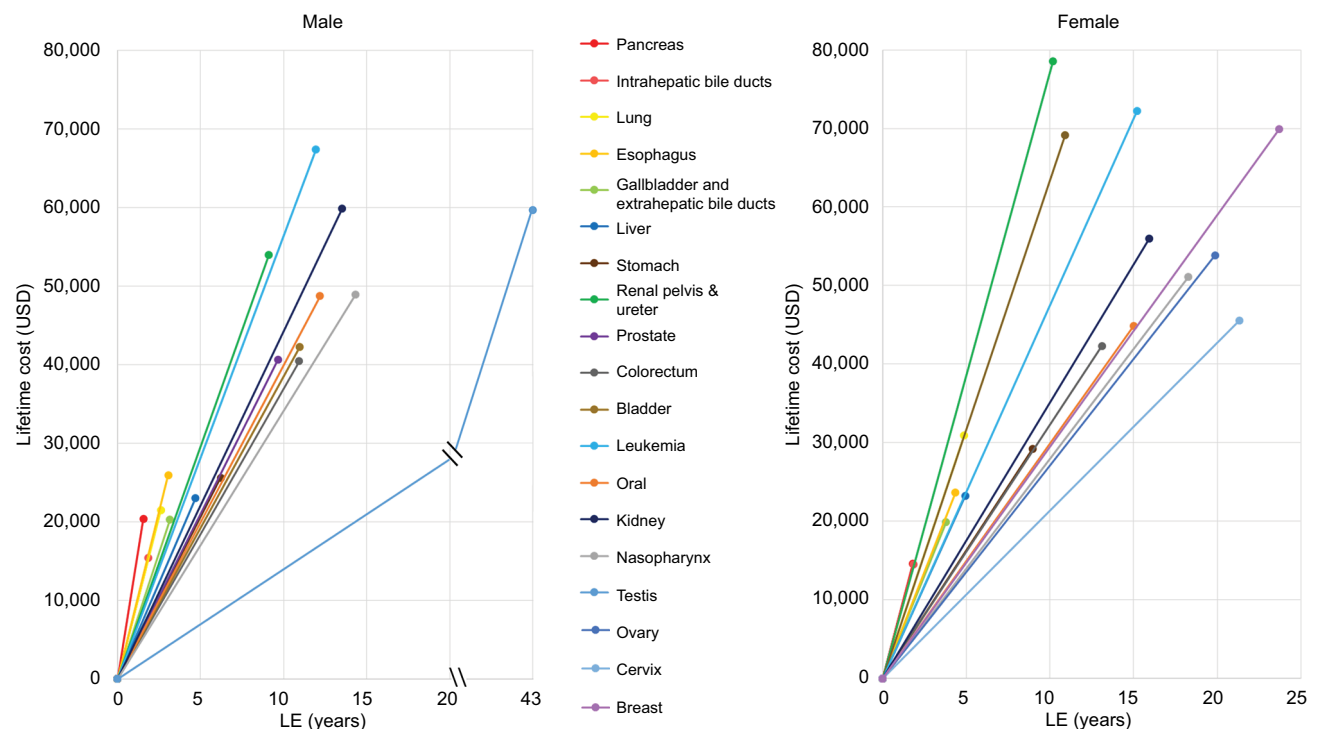 Male
80,000
70,000
60,000
50,000
40,000
30,000
20,000
10,000
0
Lifetime cost (USD)
0
5
10
15
20
43
LE (years)
Pancreas
Intrahepatic bile ducts
Lung
Esophagus
Gallbladder and
extrahepatic bile ducts
Liver
Stomach
Renal pelvis &
ureter
Prostate
Colorectum
Bladder
Leukemia
Oral
Kidney
Nasopharynx
Testis
Ovary
Cervix
Breast
Female
80,000
70,000
60,000
50,000
40,000
30,000
20,000
10,000
0
Lifetime cost (USD)
0
5
10
15
20
25
LE (years)